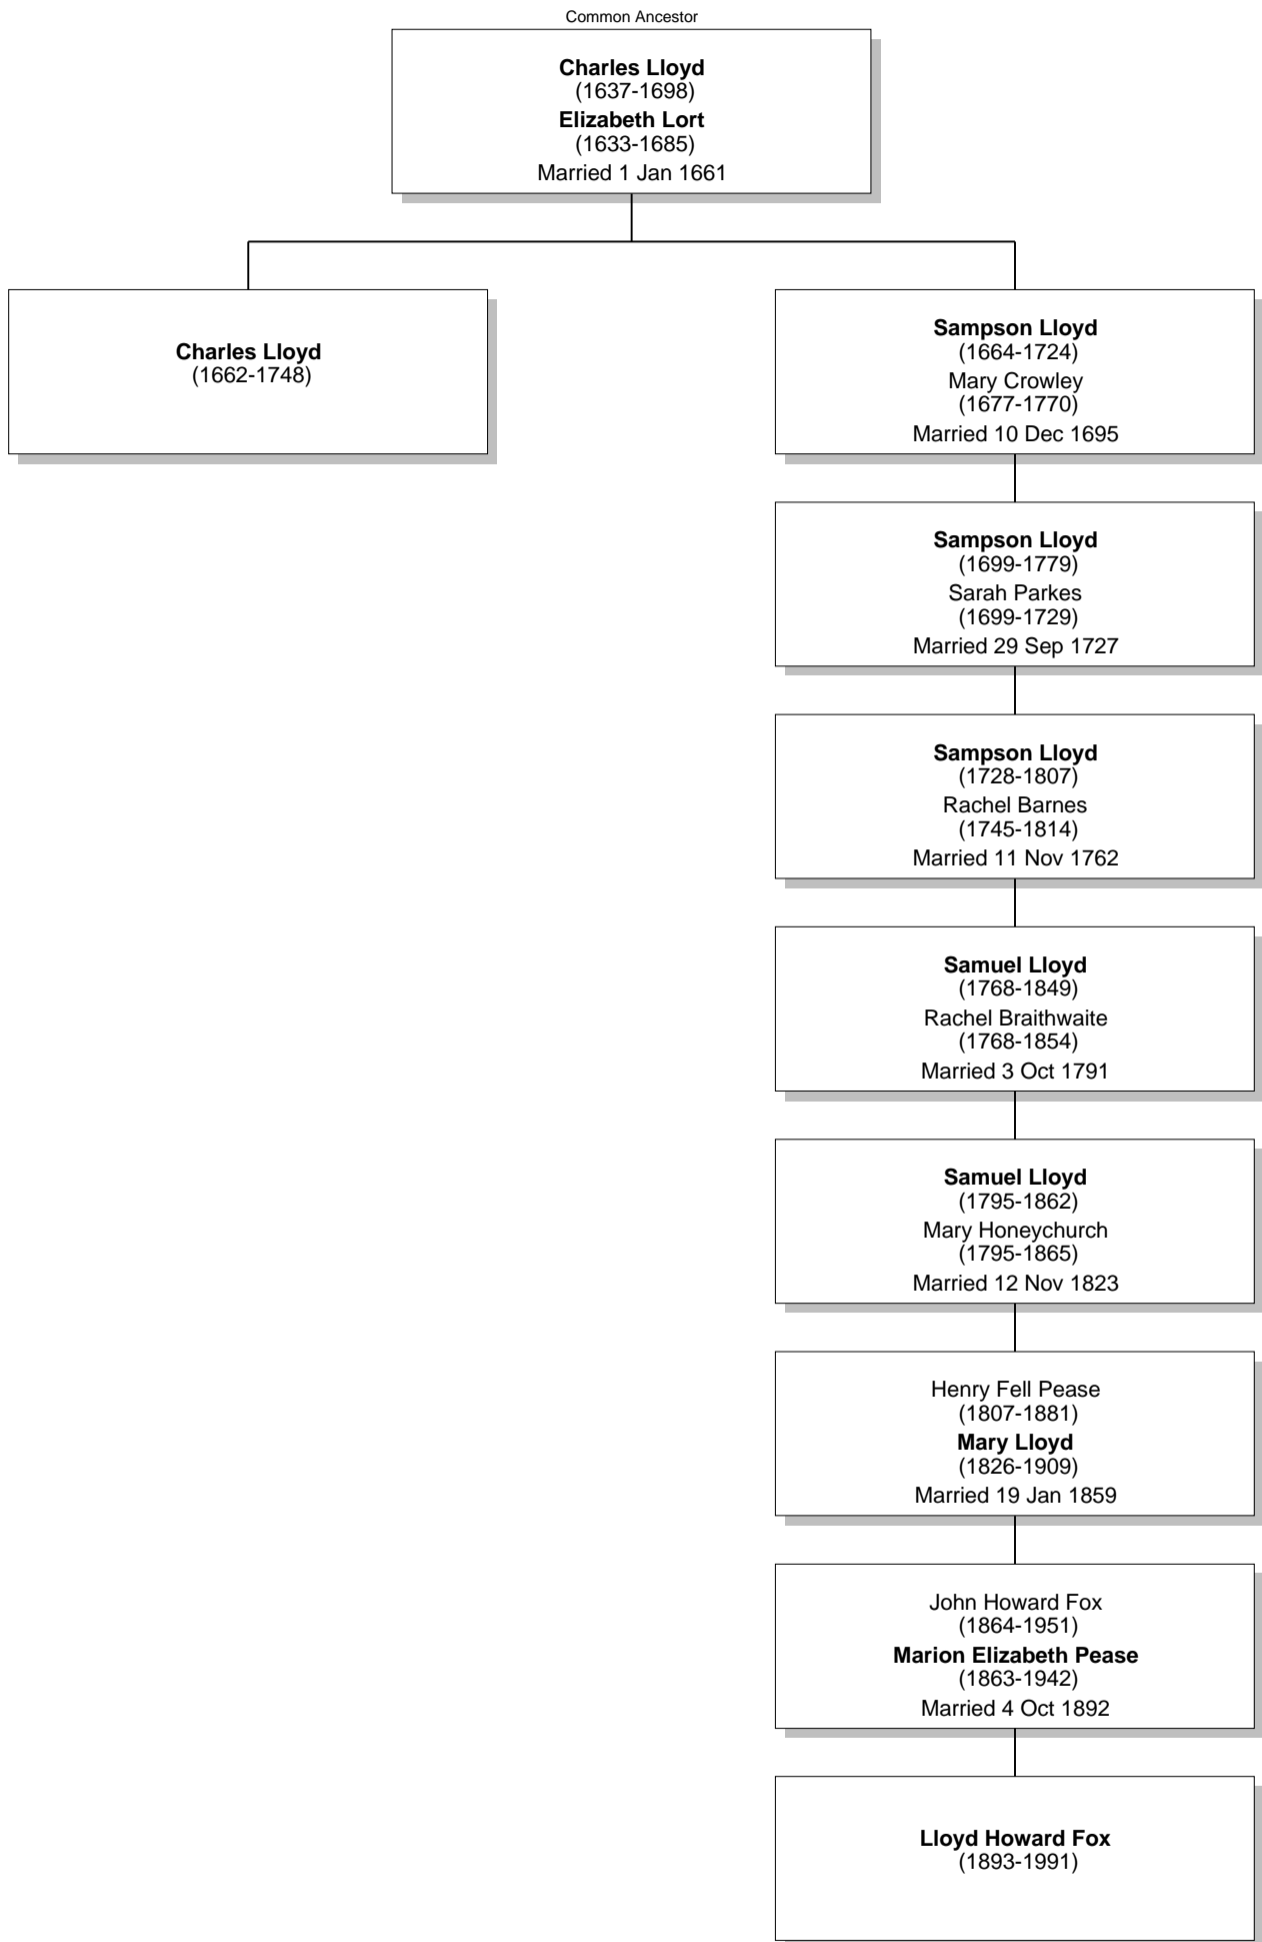 Common Ancestor
Charles Lloyd
(1637-1698)
Elizabeth Lort
(1633-1685)
Married 1 Jan 1661
Charles Lloyd
(1662-1748)
Sampson Lloyd
(1664-1724)
Mary Crowley
(1677-1770)
Married 10 Dec 1695
Sampson Lloyd
(1699-1779)
Sarah Parkes
(1699-1729)
Married 29 Sep 1727
Sampson Lloyd
(1728-1807)
Rachel Barnes
(1745-1814)
Married 11 Nov 1762
Samuel Lloyd
(1768-1849)
Rachel Braithwaite
(1768-1854)
Married 3 Oct 1791
Samuel Lloyd
(1795-1862)
Mary Honeychurch
(1795-1865)
Married 12 Nov 1823
Henry Fell Pease
(1807-1881)
Mary Lloyd
(1826-1909)
Married 19 Jan 1859
John Howard Fox
(1864-1951)
Marion Elizabeth Pease
(1863-1942)
Married 4 Oct 1892
Lloyd Howard Fox
(1893-1991)